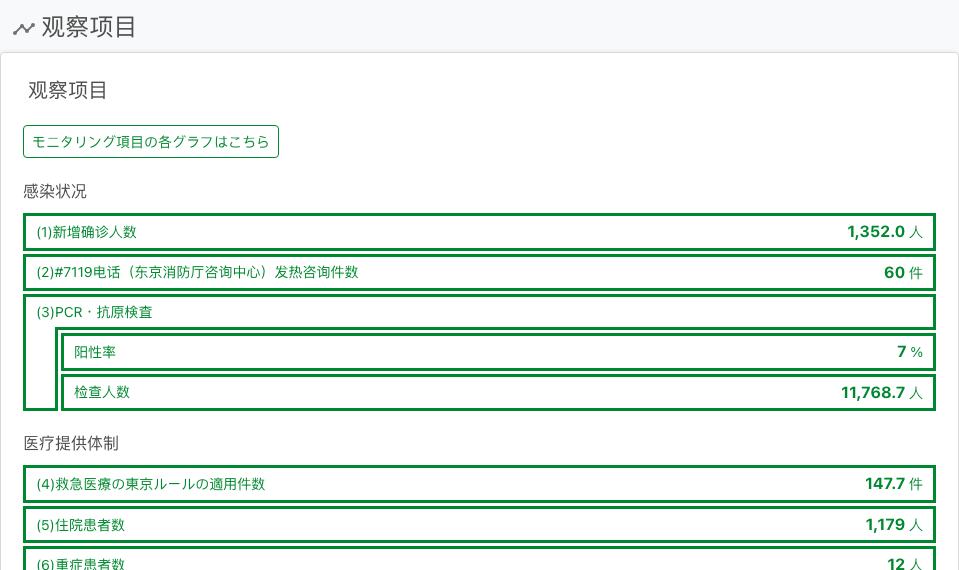 观察项目
观察项目
モニタリング項目の各グラフはこちら
感染状况
(1)新增确诊人数 1,352.0 人
(2)#7119电话（东京消防厅咨询中心）发热咨询件数 60 件
(3)PCR・抗原検査
阳性率 7 %
检查人数 11,768.7 人
医疗提供体制
(4)救急医療の東京ルールの適用件数 147.7 件
(5)住院患者数 1,179 人
(6)重症患者数 12 人